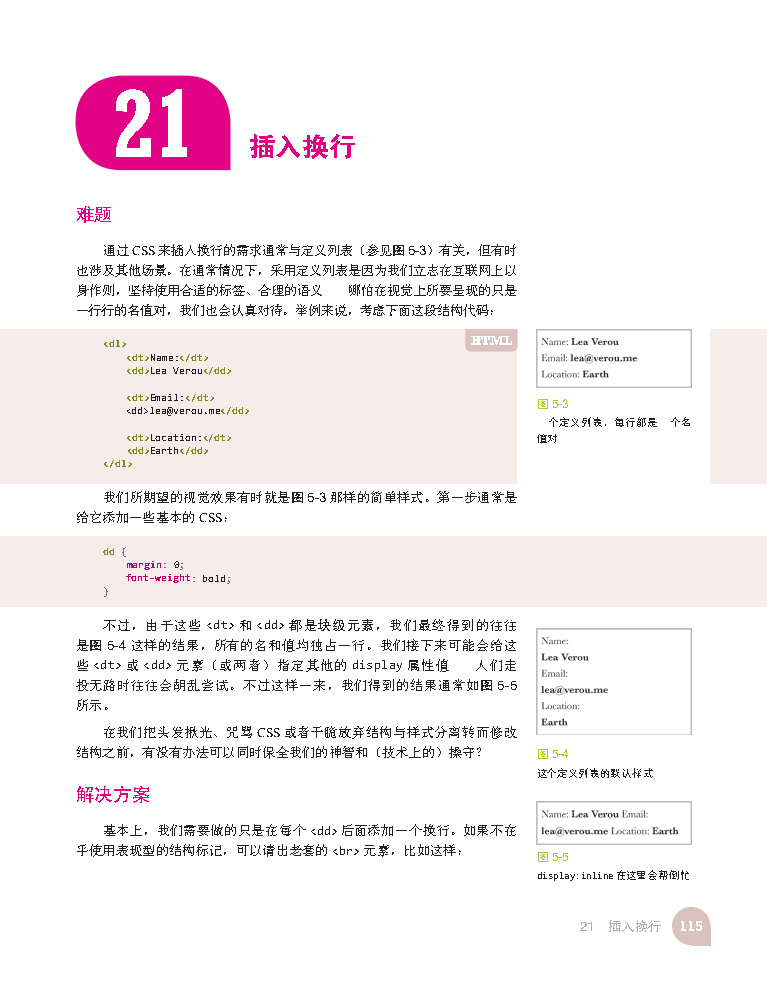 21
插入换行
难题
通过 CSS 来插入换行的需求通常与定义列表（参见图 5-3）有关，但有时
也涉及其他场景。在通常情况下，采用定义列表是因为我们立志在互联网上以
身作则，坚持使用合适的标签、合理的语义 哪怕在视觉上所要呈现的只是
一行行的名值对，我们也会认真对待。举例来说，考虑下面这段结构代码：
HTML
<dl>
    <dt>Name:</dt>
    <dd>Lea Verou</dd>
    <dt>Email:</dt>
    <dd>lea@verou.me</dd>
    <dt>Location:</dt>
    <dd>Earth</dd>
</dl>
Name: Lea Verou
Email: lea@verou.me
Location: Earth
图 5-3
个定义列表，每行都是 个名
值对
我们所期望的视觉效果有时就是图 5-3 那样的简单样式。第一步通常是
给它添加一些基本的 CSS：
dd {
    margin: 0;
    font-weight: bold;
}
不过，由于这些 <dt> 和 <dd> 都是块级元素，我们最终得到的往往
是图 5-4 这样的结果，所有的名和值均独占一行。我们接下来可能会给这
些 <dt> 或 <dd> 元素（或两者）指定其他的 display 属性值 人们走
投无路时往往会胡乱尝试。不过这样一来，我们得到的结果通常如图 5-5
所示。
在我们把头发揪光、咒骂 CSS 或者干脆放弃结构与样式分离转而修改
结构之前，有没有办法可以同时保全我们的神智和（技术上的）操守？
Name:
Lea Verou
Email:
lea@verou.me
Location:
Earth
图 5-4
这个定义列表的默认样式
解决方案
基本上，我们需要做的只是在每个 <dd> 后面添加一个换行。如果不在
乎使用表现型的结构标记，可以请出老套的 <br> 元素，比如这样：
Name: Lea Verou Email:
lea@verou.me Location: Earth
图 5-5
display:inline 在这里会帮倒忙
21 插入换行 115